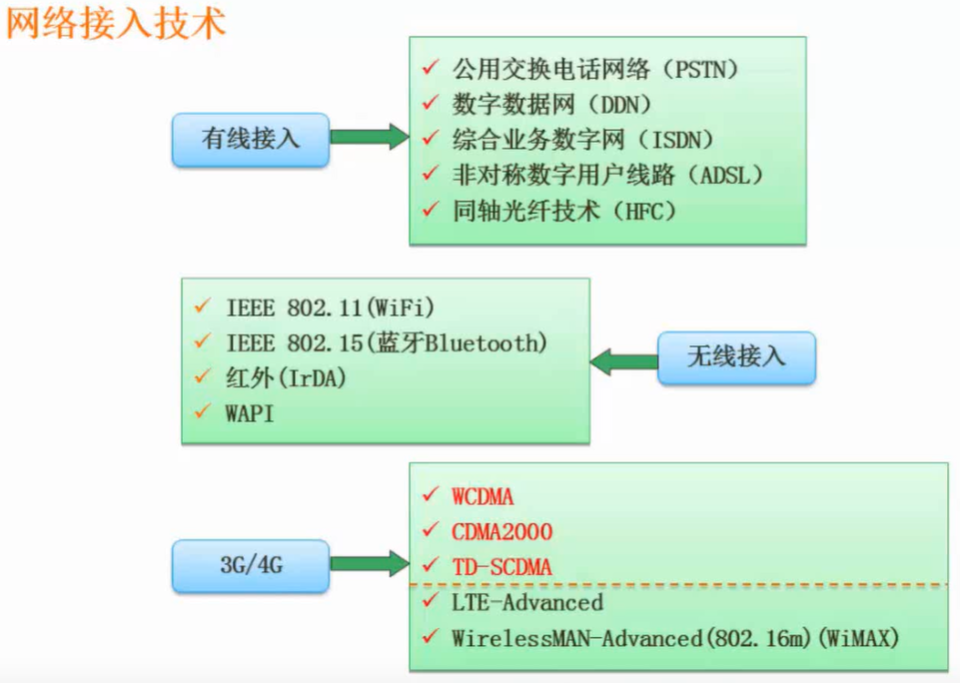 网络接入技术
有线接入
公用交换电话网络（PSTN）
数字数据网（DDN）
综合业务数字网（ISDN）
非对称数字用户线路（ADSL）
同轴光纤技术（HFC）
无线接入
IEEE 802.11(WiFi)
IEEE 802.15(蓝牙Bluetooth)
红外(IrDA)
WAPI
3G/4G
WCDMA
CDMA2000
TD-SCDMA
LTE-Advanced
WirelessMAN-Advanced(802.16m)(WiMAX)